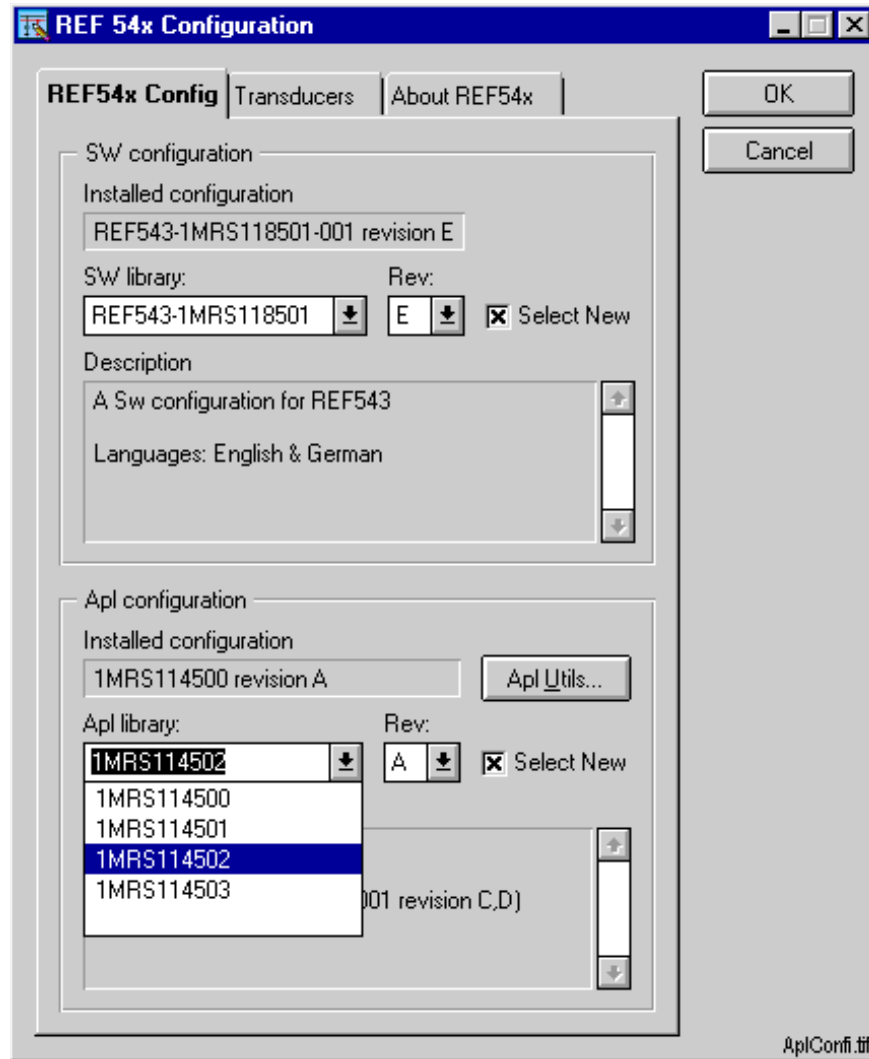 REF 54x Configuration
REF54x Config Transducers About REF54x
OK
Cancel
SW configuration
Installed configuration
REF543-1MRS118501-001 revision E
SW library: Rev:
REF543-1MRS118501 E Select New
Description
A Sw configuration for REF543
Languages: English & German
Apl configuration
Installed configuration
1MRS114500 revision A Apl Utils...
Apl library: Rev:
1MRS114502 A Select New
1MRS114500
1MRS114501
1MRS114502
1MRS114503
001 revision C,D)
AplConfi.tif